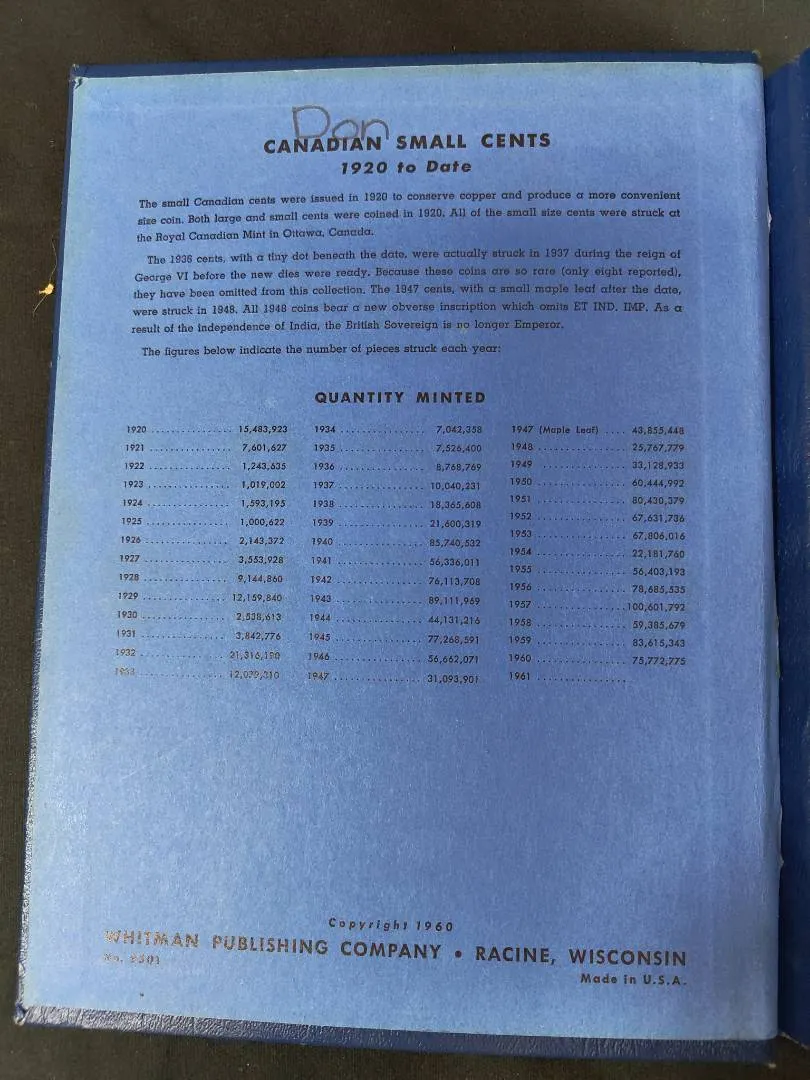 Don
CANADIAN SMALL CENTS
1920 to Date
The small Canadian cents were issued in 1920 to conserve copper and produce a more convenient
size coin. Both large and small cents were coined in 1920. All of the small size cents were struck at
the Royal Canadian Mint in Ottawa, Canada.
The 1936 cents, with a tiny dot beneath the date, were actually struck in 1937 during the reign of
George VI before the new dies were ready. Because these coins are so rare (only eight reported),
they have been omitted from this collection. The 1947 cents, with a small maple leaf after the date,
were struck in 1948. All 1948 coins bear a new obverse inscription which omits ET IND. IMP. As a
result of the independence of India, the British Sovereign is no longer Emperor.
The figures below indicate the number of pieces struck each year:
QUANTITY MINTED
1920 ................ 15,483,923
1921 ................ 7,601,627
1922 ................ 1,243,635
1923 ................ 1,019,002
1924 ................ 1,593,195
1925 ................ 1,000,622
1926 ................ 2,143,372
1927 ................ 3,553,928
1928 ................ 9,144,860
1929 ................ 12,159,840
1930 ................ 2,538,613
1931 ................ 3,842,776
1932 ................ 21,316,190
1933 ................ 12,079,310
1934 ................ 7,042,358
1935 ................ 7,526,400
1936 ................ 8,768,769
1937 ................ 10,040,231
1938 ................ 18,365,608
1939 ................ 21,600,319
1940 ................ 85,740,532
1941 ................ 56,336,011
1942 ................ 76,113,708
1943 ................ 89,111,969
1944 ................ 44,131,216
1945 ................ 77,268,591
1946 ................ 56,662,071
1947 ................ 31,093,901
1947 (Maple Leaf) .... 43,855,448
1948 ................ 25,767,779
1949 ................ 33,128,933
1950 ................ 60,444,992
1951 ................ 80,430,379
1952 ................ 67,631,736
1953 ................ 67,806,016
1954 ................ 22,181,760
1955 ................ 56,403,193
1956 ................ 78,685,535
1957 ................ 100,601,792
1958 ................ 59,385,679
1959 ................ 83,615,343
1960 ................ 75,772,775
1961 ................
Copyright 1960
WHITMAN PUBLISHING COMPANY • RACINE, WISCONSIN
No.
Made in U.S.A.